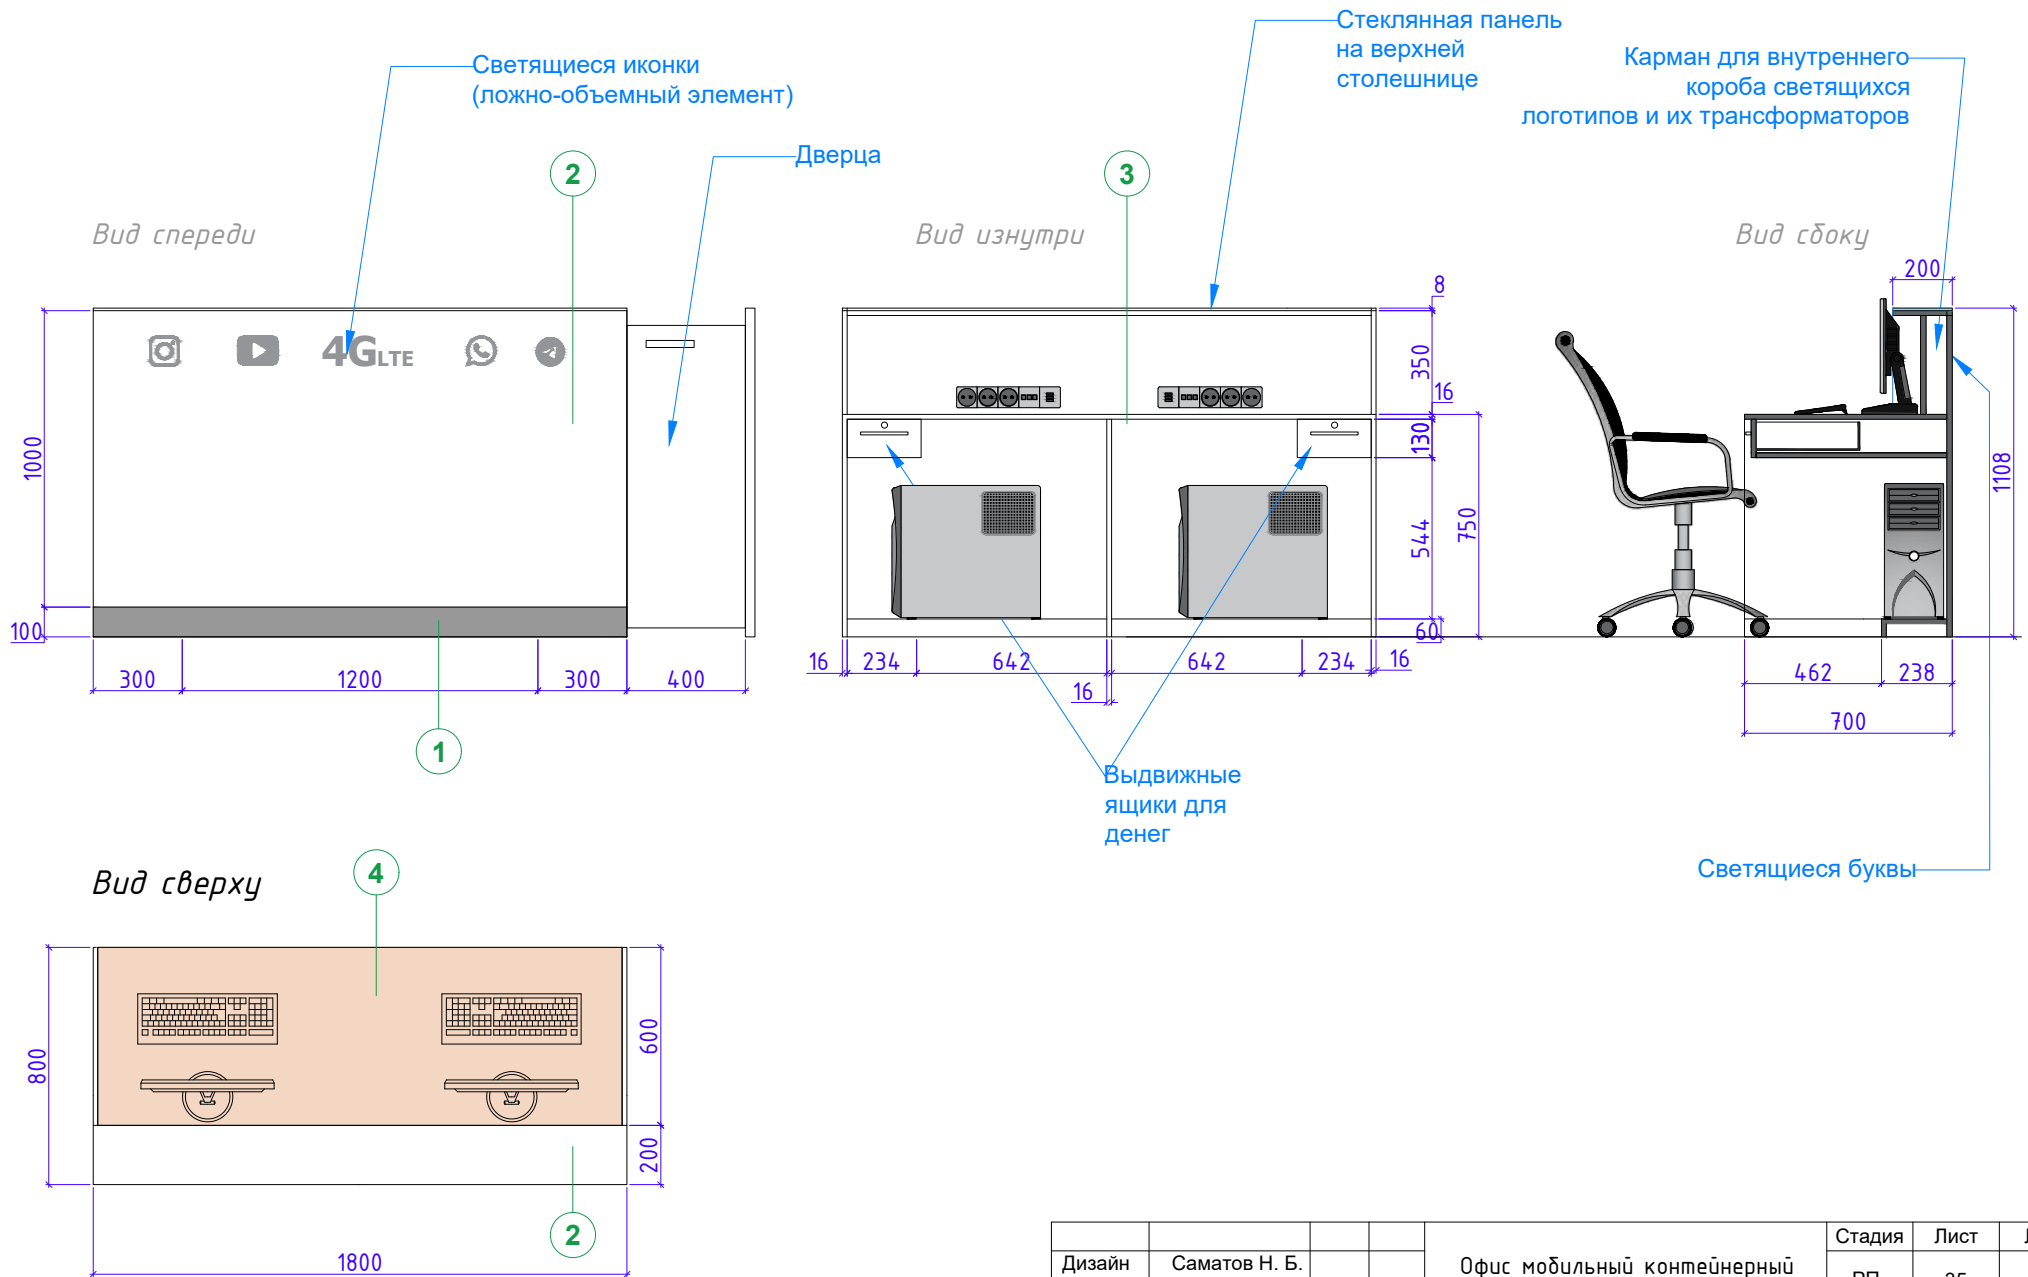 Стеклянная панель
на верхней
столешнице
Светящиеся иконки
(ложно-объемный элемент)
Карман для внутреннего
короба светящихся
логотипов и их трансформаторов
Дверца
2
3
Вид спереди
Вид изнутри
Вид сбоку
4GLTE
1000
100
300
1200
300
400
1
8
350
16
130
544
750
60
16
234
642
16
642
234
16
Выдвижные
ящики для
денег
200
1108
462
238
700
Светящиеся буквы
Вид сверху
4
800
600
200
1800
2
Стадия
Лист
Дизайн
Саматов Н. Б.
Офис мобильный контейнерный